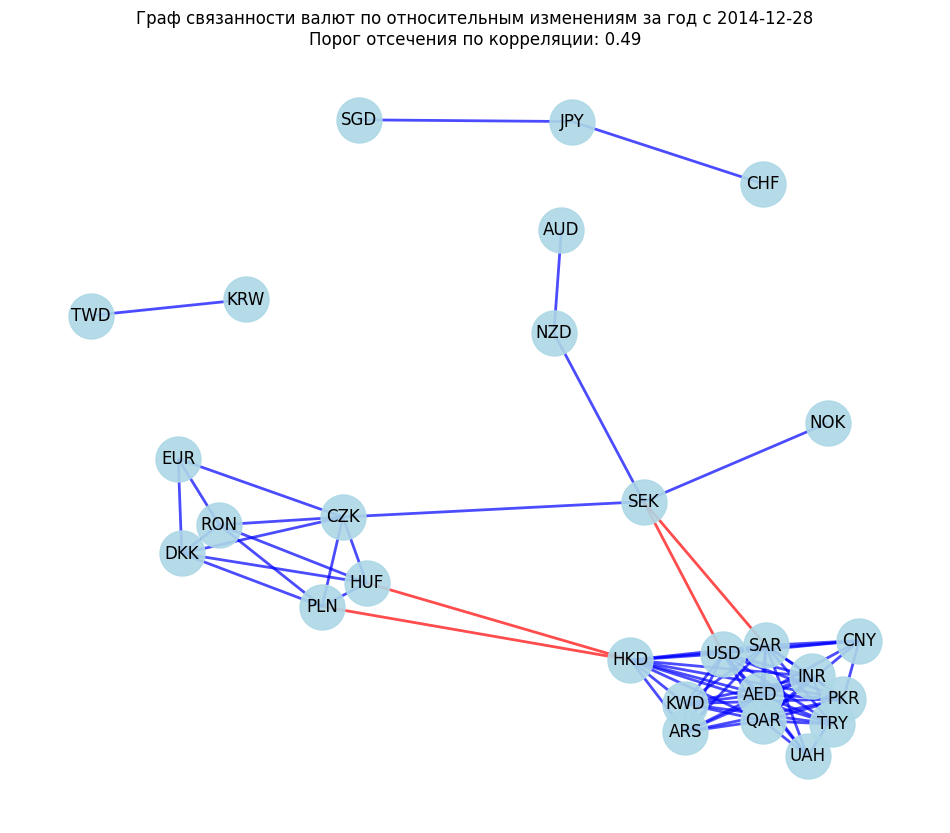 Граф связанности валют по относительным изменениям за год с 2014-12-28
Порог отсечения по корреляции: 0.49
SGD
JPY
CHF
AUD
KRW
TWD
NZD
NOK
EUR
SEK
CZK
RON
DKK
HUF
PLN
CNY
SAR
USD
HKD
INR
AED
PKR
KWD
QAR
TRY
ARS
UAH